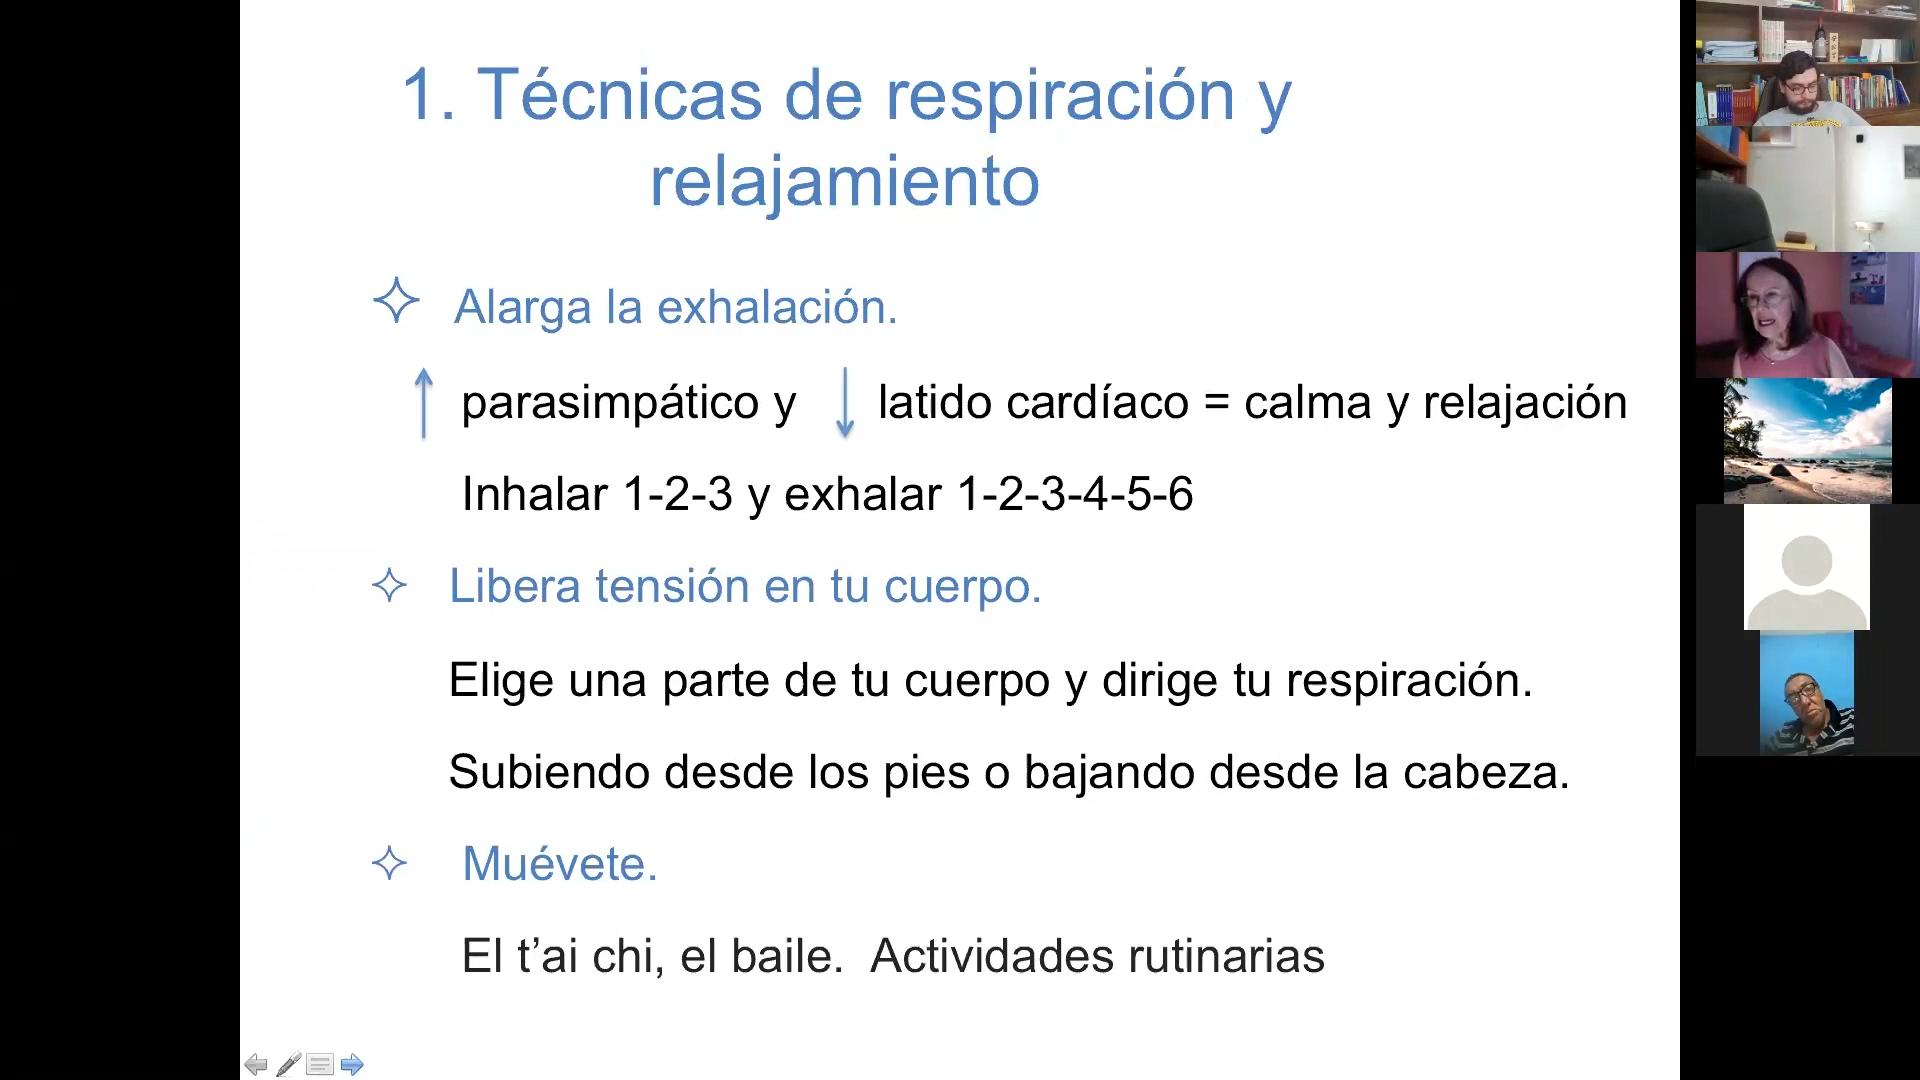 1. Técnicas de respiración y
relajamiento
Alarga la exhalación.
parasimpático y latido cardíaco = calma y relajación
Inhalar 1-2-3 y exhalar 1-2-3-4-5-6
Libera tensión en tu cuerpo.
Elige una parte de tu cuerpo y dirige tu respiración.
Subiendo desde los pies o bajando desde la cabeza.
Muévete.
El t’ai chi, el baile. Actividades rutinarias